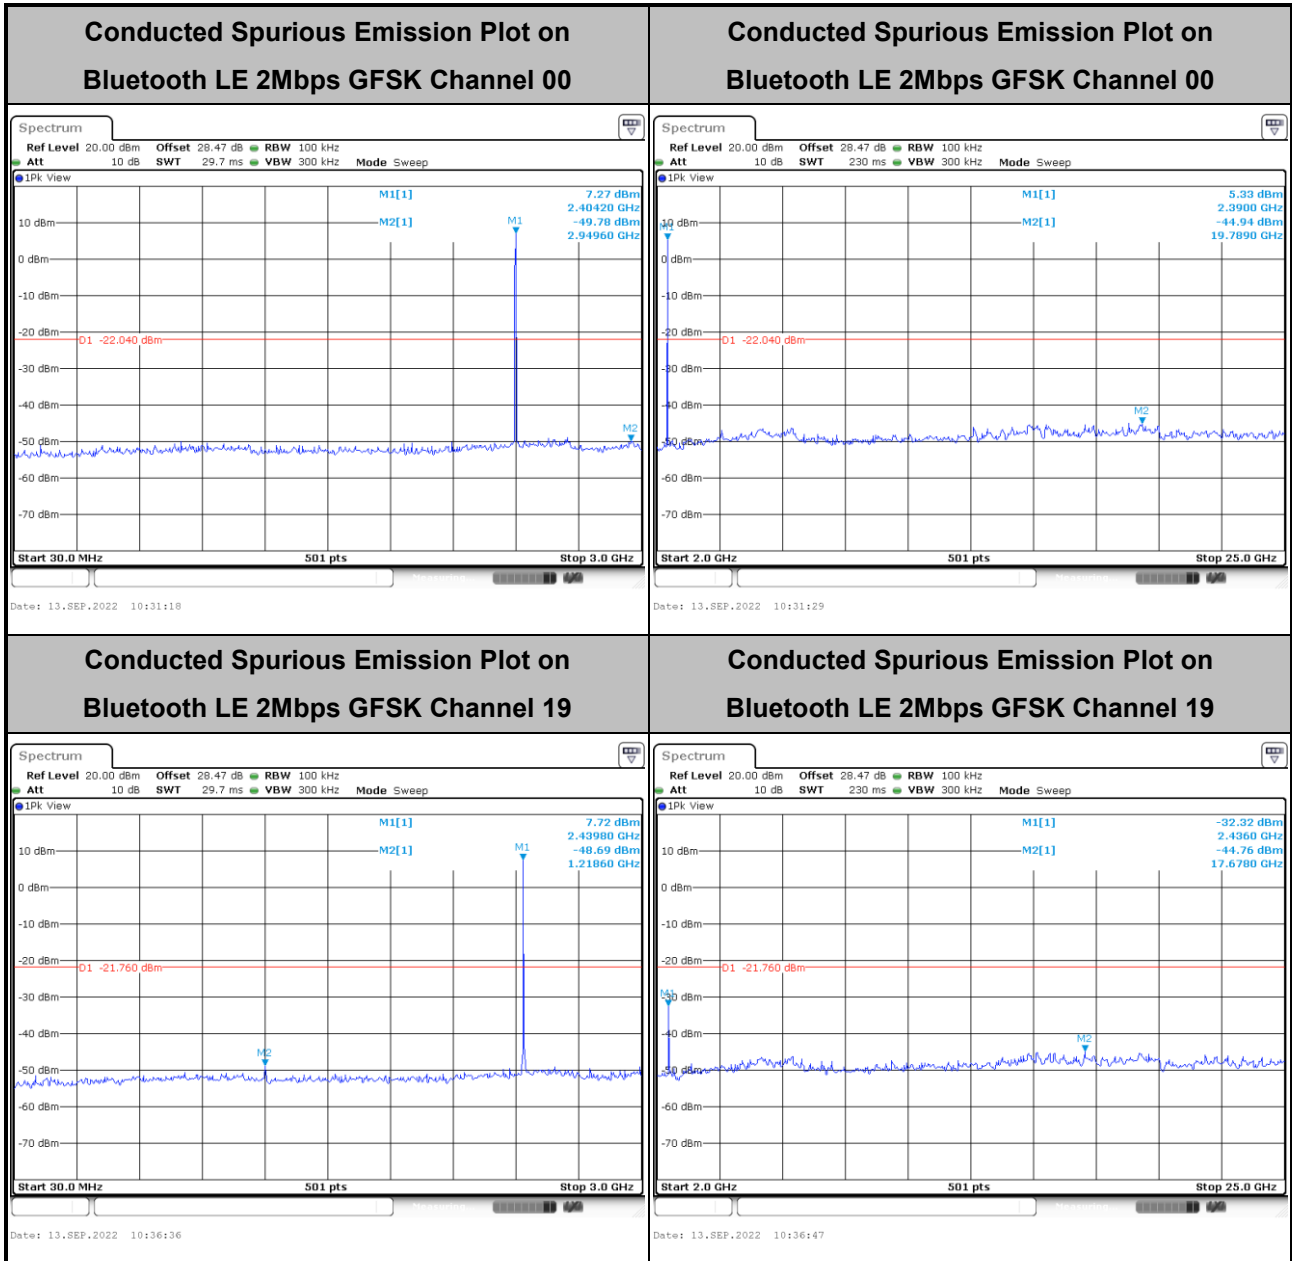 Conducted Spurious Emission Plot on
Bluetooth LE 2Mbps GFSK Channel 00
Conducted Spurious Emission Plot on
Bluetooth LE 2Mbps GFSK Channel 00
Spectrum
Ref Level 20.00 dBm Offset 28.47 dB RBW 100 kHz
Att 10 dB SWT 29.7 ms VBW 300 kHz Mode Sweep
1Pk View
M1[1] 7.27 dBm
2.40420 GHz
M2[1] -49.78 dBm
2.94960 GHz
M1
10 dBm
0 dBm
-10 dBm
-20 dBm
D1 -22.040 dBm
-30 dBm
-40 dBm
M2
-50 dBm
-60 dBm
-70 dBm
Start 30.0 MHz 501 pts Stop 3.0 GHz
Date: 13.SEP.2022 10:31:18
Spectrum
Ref Level 20.00 dBm Offset 28.47 dB RBW 100 kHz
Att 10 dB SWT 230 ms VBW 300 kHz Mode Sweep
1Pk View
M1[1] 5.33 dBm
2.3900 GHz
M2[1] -44.94 dBm
19.7890 GHz
10 dBm
M1
0 dBm
-10 dBm
-20 dBm
D1 -22.040 dBm
-30 dBm
-40 dBm
M2
-50 dBm
-60 dBm
-70 dBm
Start 2.0 GHz 501 pts Stop 25.0 GHz
Date: 13.SEP.2022 10:31:29
Conducted Spurious Emission Plot on
Bluetooth LE 2Mbps GFSK Channel 19
Conducted Spurious Emission Plot on
Bluetooth LE 2Mbps GFSK Channel 19
Spectrum
Ref Level 20.00 dBm Offset 28.47 dB RBW 100 kHz
Att 10 dB SWT 29.7 ms VBW 300 kHz Mode Sweep
1Pk View
M1[1] 7.72 dBm
2.43980 GHz
M2[1] -48.69 dBm
1.21860 GHz
M1
10 dBm
0 dBm
-10 dBm
-20 dBm
D1 -21.760 dBm
-30 dBm
-40 dBm
M2
-50 dBm
-60 dBm
-70 dBm
Start 30.0 MHz 501 pts Stop 3.0 GHz
Date: 13.SEP.2022 10:36:36
Spectrum
Ref Level 20.00 dBm Offset 28.47 dB RBW 100 kHz
Att 10 dB SWT 230 ms VBW 300 kHz Mode Sweep
1Pk View
M1[1] -32.32 dBm
2.4360 GHz
M2[1] -44.76 dBm
17.6780 GHz
10 dBm
0 dBm
-10 dBm
-20 dBm
D1 -21.760 dBm
M1
-30 dBm
-40 dBm
M2
-50 dBm
-60 dBm
-70 dBm
Start 2.0 GHz 501 pts Stop 25.0 GHz
Date: 13.SEP.2022 10:36:47